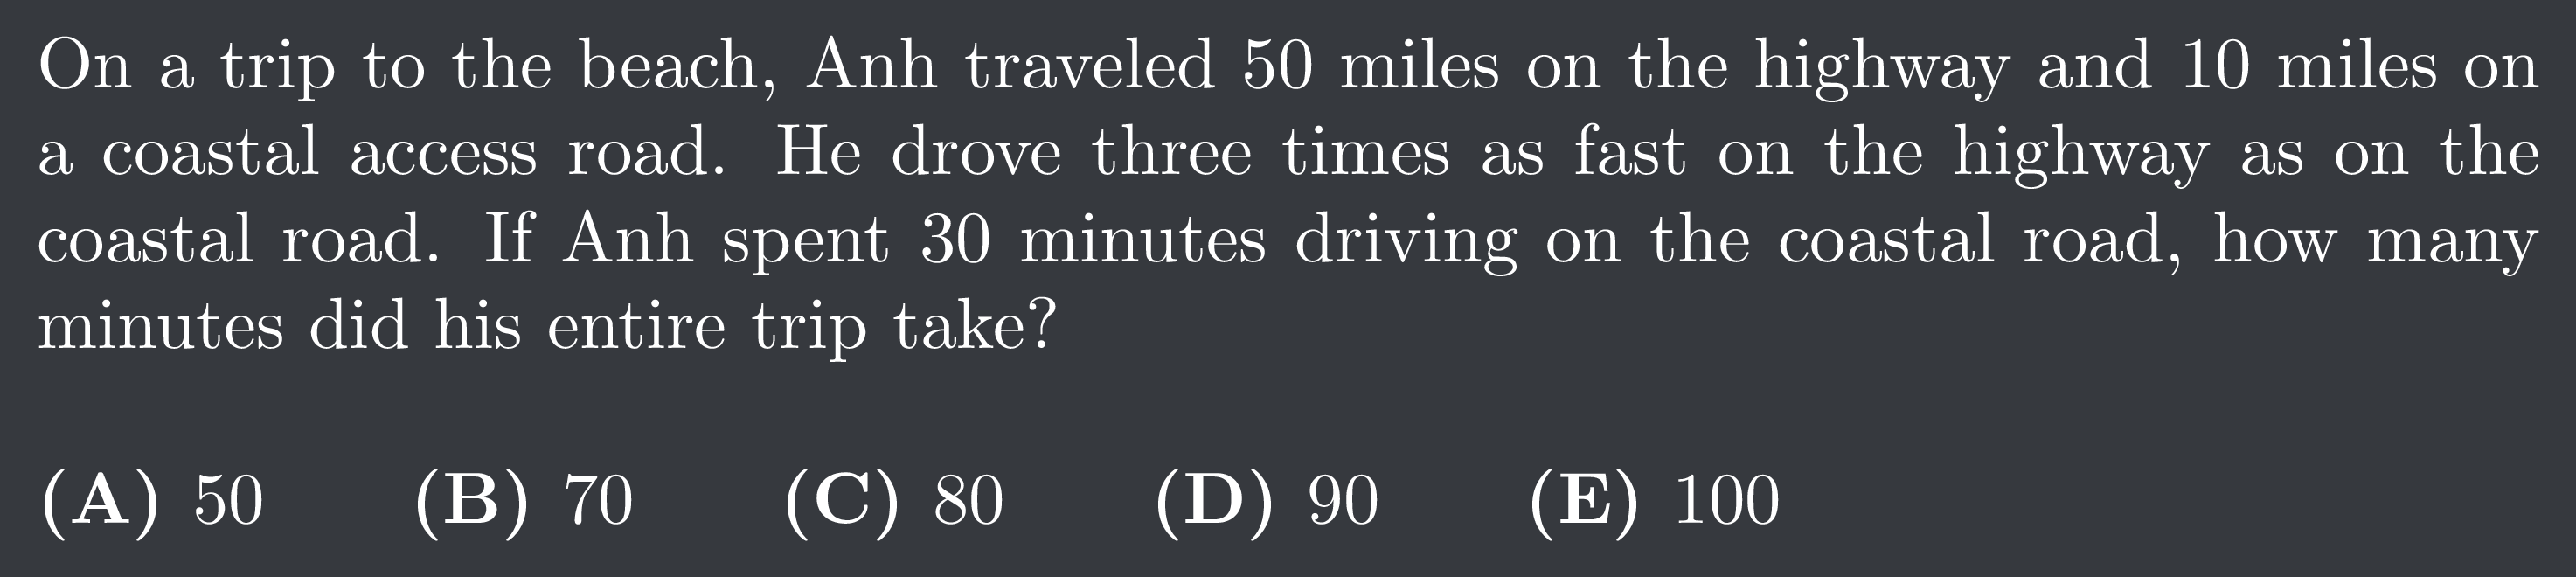 On a trip to the beach, Anh traveled 50 miles on the highway and 10 miles on
a coastal access road. He drove three times as fast on the highway as on the
coastal road. If Anh spent 30 minutes driving on the coastal road, how many
minutes did his entire trip take?
(A) 50 (B) 70 (C) 80 (D) 90 (E) 100